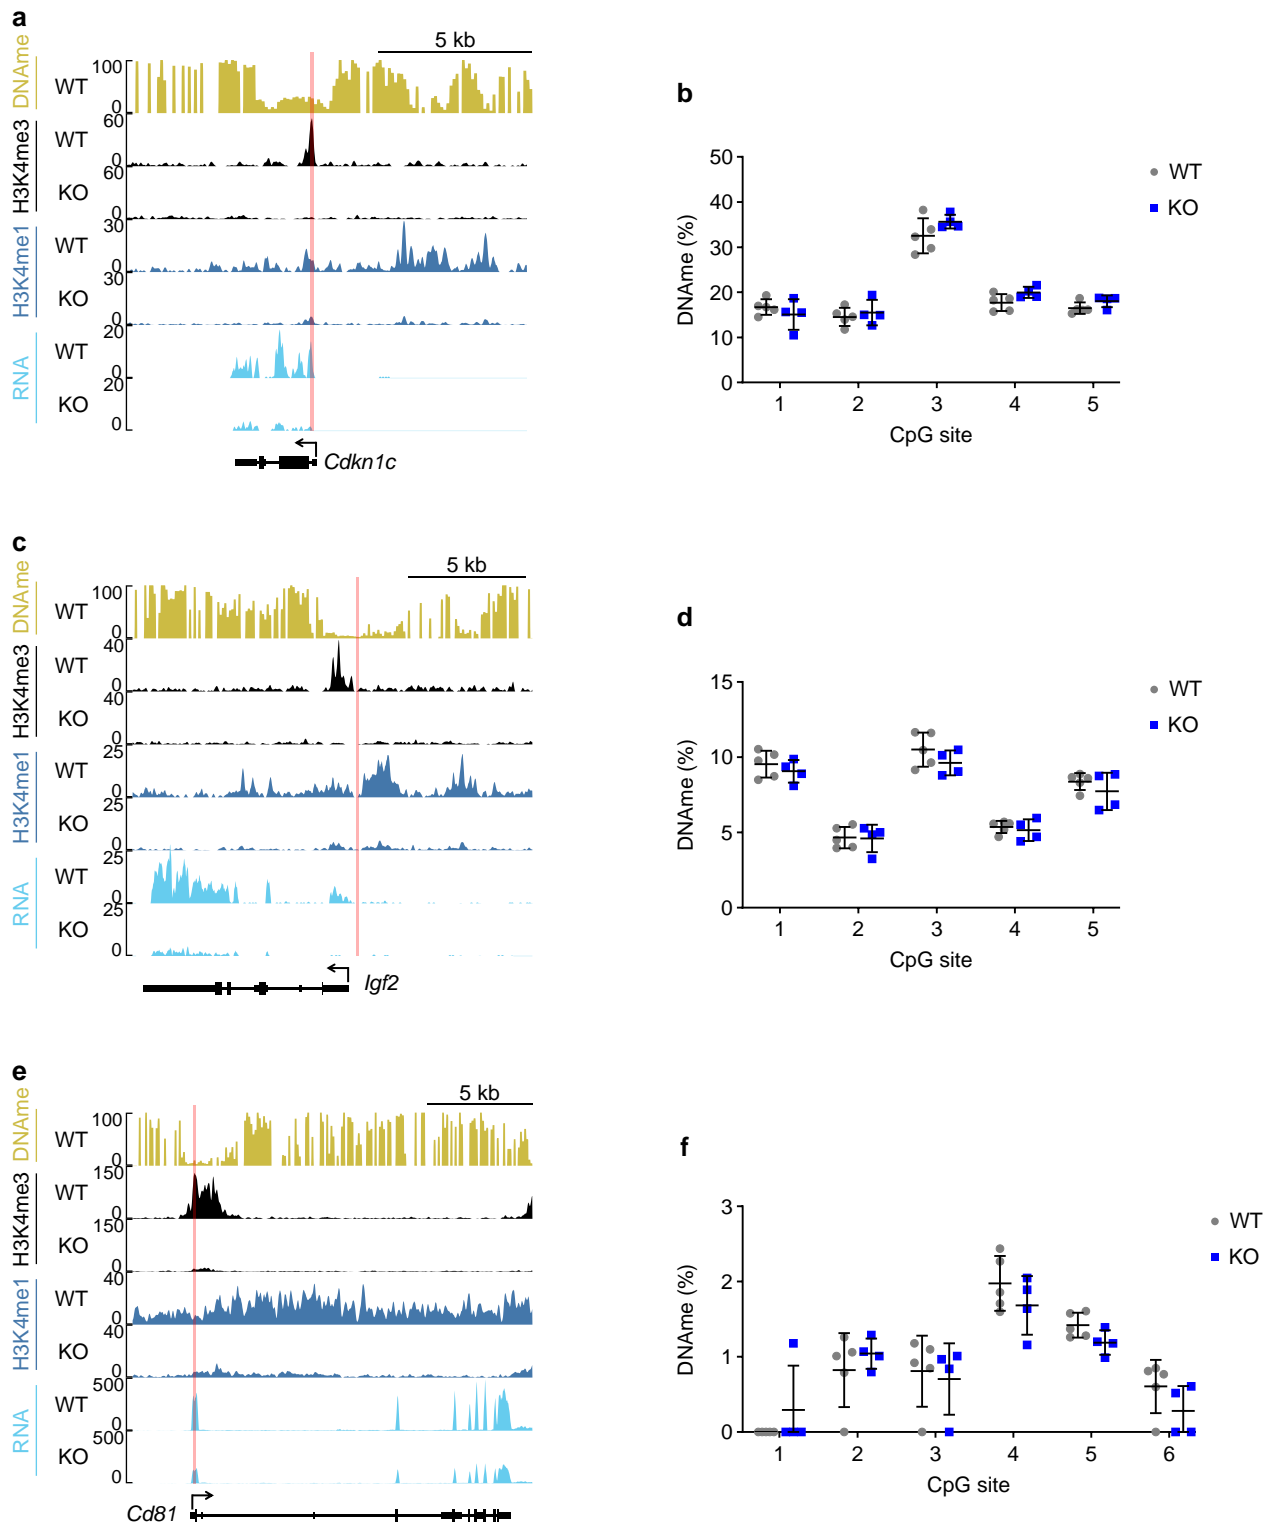 a
5 kb
DNAme
WT
100
0
H3K4me3
WT
60
0
KO
60
0
H3K4me1
WT
30
0
KO
30
0
RNA
WT
20
0
KO
20
0
Cdkn1c
b
50
40
30
20
10
0
DNAme (%)
1 2 3 4 5
CpG site
WT
KO
c
5 kb
DNAme
WT
100
0
H3K4me3
WT
40
0
KO
40
0
H3K4me1
WT
25
0
KO
25
0
RNA
WT
25
0
KO
25
0
Igf2
d
15
10
5
0
DNAme (%)
1 2 3 4 5
CpG site
WT
KO
e
5 kb
DNAme
WT
100
0
H3K4me3
WT
150
0
KO
150
0
H3K4me1
WT
40
0
KO
40
0
RNA
WT
500
0
KO
500
0
Cd81
f
3
2
1
0
DNAme (%)
1 2 3 4 5 6
CpG site
WT
KO